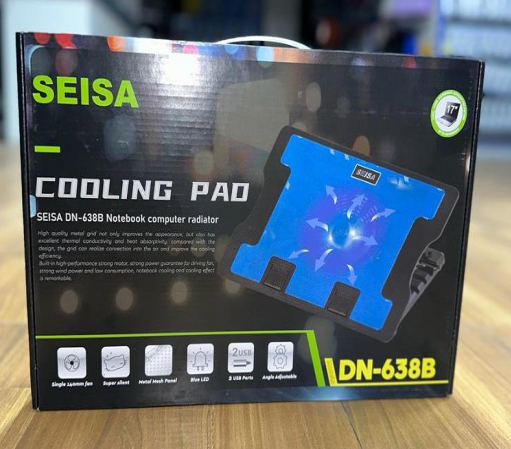 SEISA
17"
COOLING PAD
SEISA DN-638B Notebook computer radiator
High quality metal grid not only improves the appearance, but also has
excellent thermal conductivity and heat absorptivity, compared with the
design, the grid can realize convection into the air and improve the cooling
efficiency.
Built-in high-performance strong motor, strong power guarantee for driving fan,
strong wind power and low consumption, notebook cooling and cooling effect
is remarkable.
SEISA
2USB
Single 140mm fan
Super silent
Metal Mesh Panel
Blue LED
2 USB Ports
Angle Adjustable
DN-638B